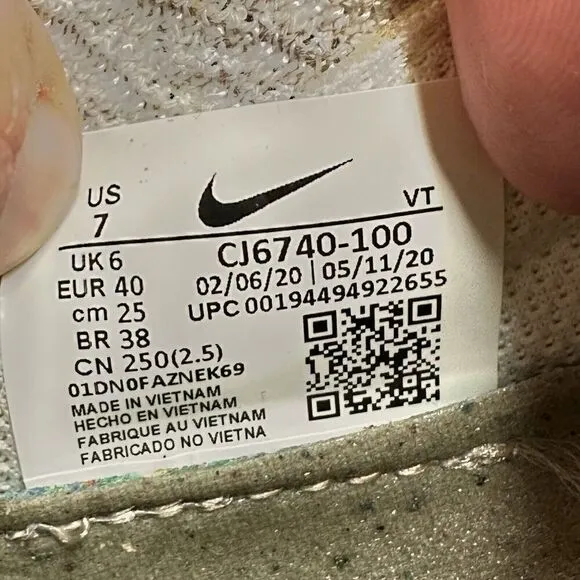 US
7
VT
UK 6
CJ6740-100
EUR 40
02/06/20 | 05/11/20
cm 25
UPC 00194494922655
BR 38
CN 250(2.5)
01DN0FAZNEK69
MADE IN VIETNAM
HECHO EN VIETNAM
FABRIQUE AU VIETNAM
FABRICADO NO VIETNA